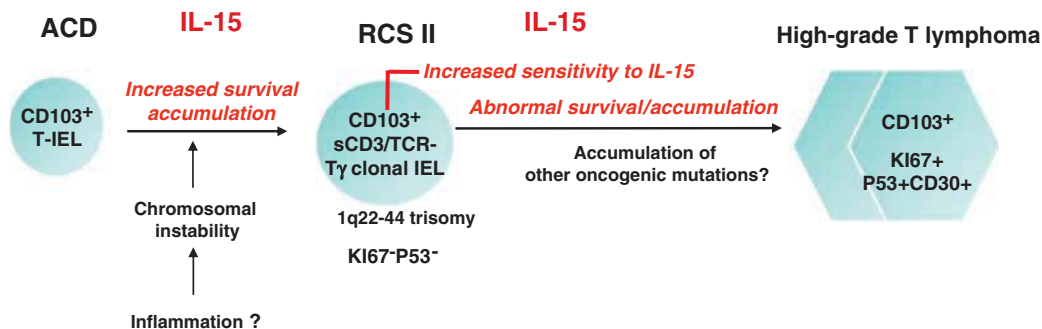 ACD
IL-15
RCS II
IL-15
High-grade T lymphoma
CD103⁺
T-IEL
Increased survival
accumulation
Chromosomal
instability
Inflammation ?
Increased sensitivity to IL-15
CD103⁺
sCD3/TCR-
Tγ clonal IEL
1q22-44 trisomy
KI67⁻P53⁻
Abnormal survival/accumulation
Accumulation of
other oncogenic mutations?
CD103⁺
KI67+
P53+CD30+